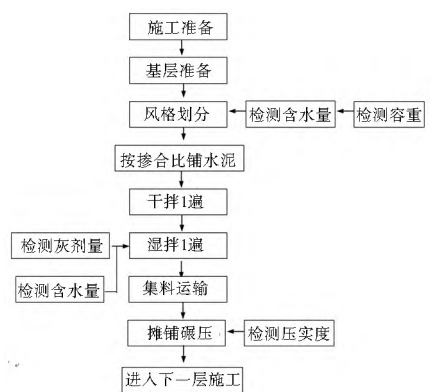 施工准备
基层准备
风格划分
检测含水量
检测容重
按掺合比铺水泥
干拌1遍
检测灰剂量
湿拌1遍
检测含水量
集料运输
摊铺碾压
检测压实度
进入下一层施工